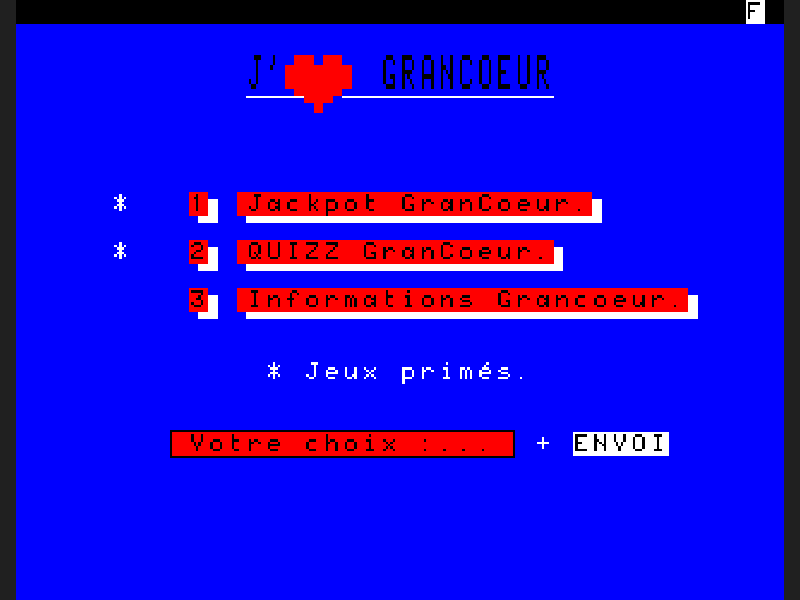 F
J'❤ GRANCOEUR
* 1 Jackpot GranCoeur.
* 2 QUIZZ GranCoeur.
3 Informations Grancoeur.
* Jeux primés.
Votre choix :... + ENVOI